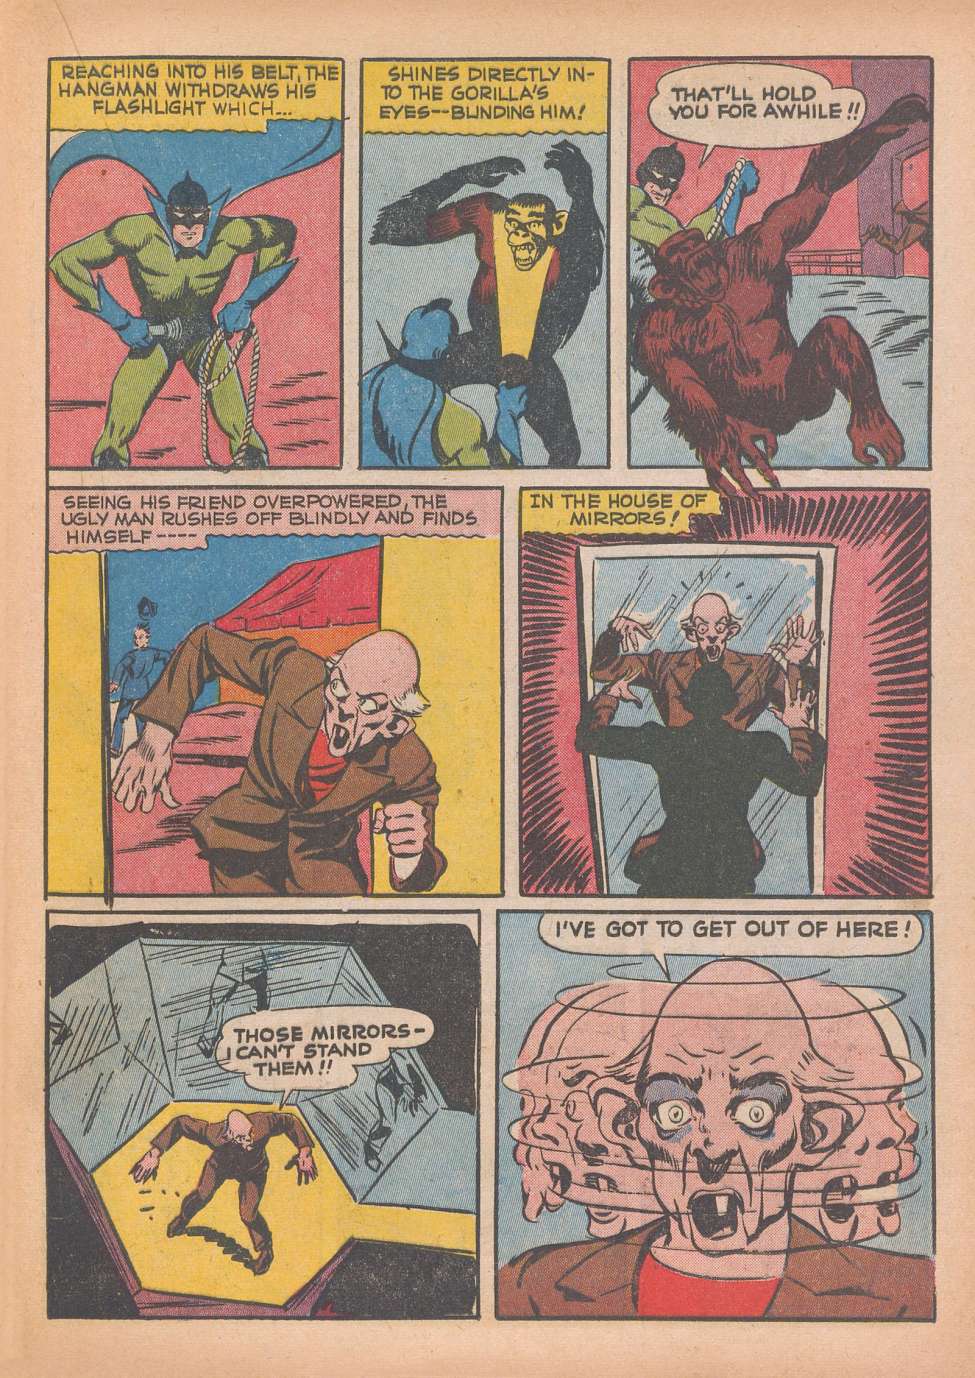 REACHING INTO HIS BELT, THE
HANGMAN WITHDRAWS HIS
FLASHLIGHT WHICH...
SHINES DIRECTLY IN-
TO THE GORILLA'S
EYES--BLINDING HIM!
THAT'LL HOLD
YOU FOR AWHILE!!
SEEING HIS FRIEND OVERPOWERED, THE
UGLY MAN RUSHES OFF BLINDLY AND FINDS
HIMSELF-----
IN THE HOUSE OF
MIRRORS!
THOSE MIRRORS-
I CAN'T STAND
THEM!!
I'VE GOT TO GET OUT OF HERE!